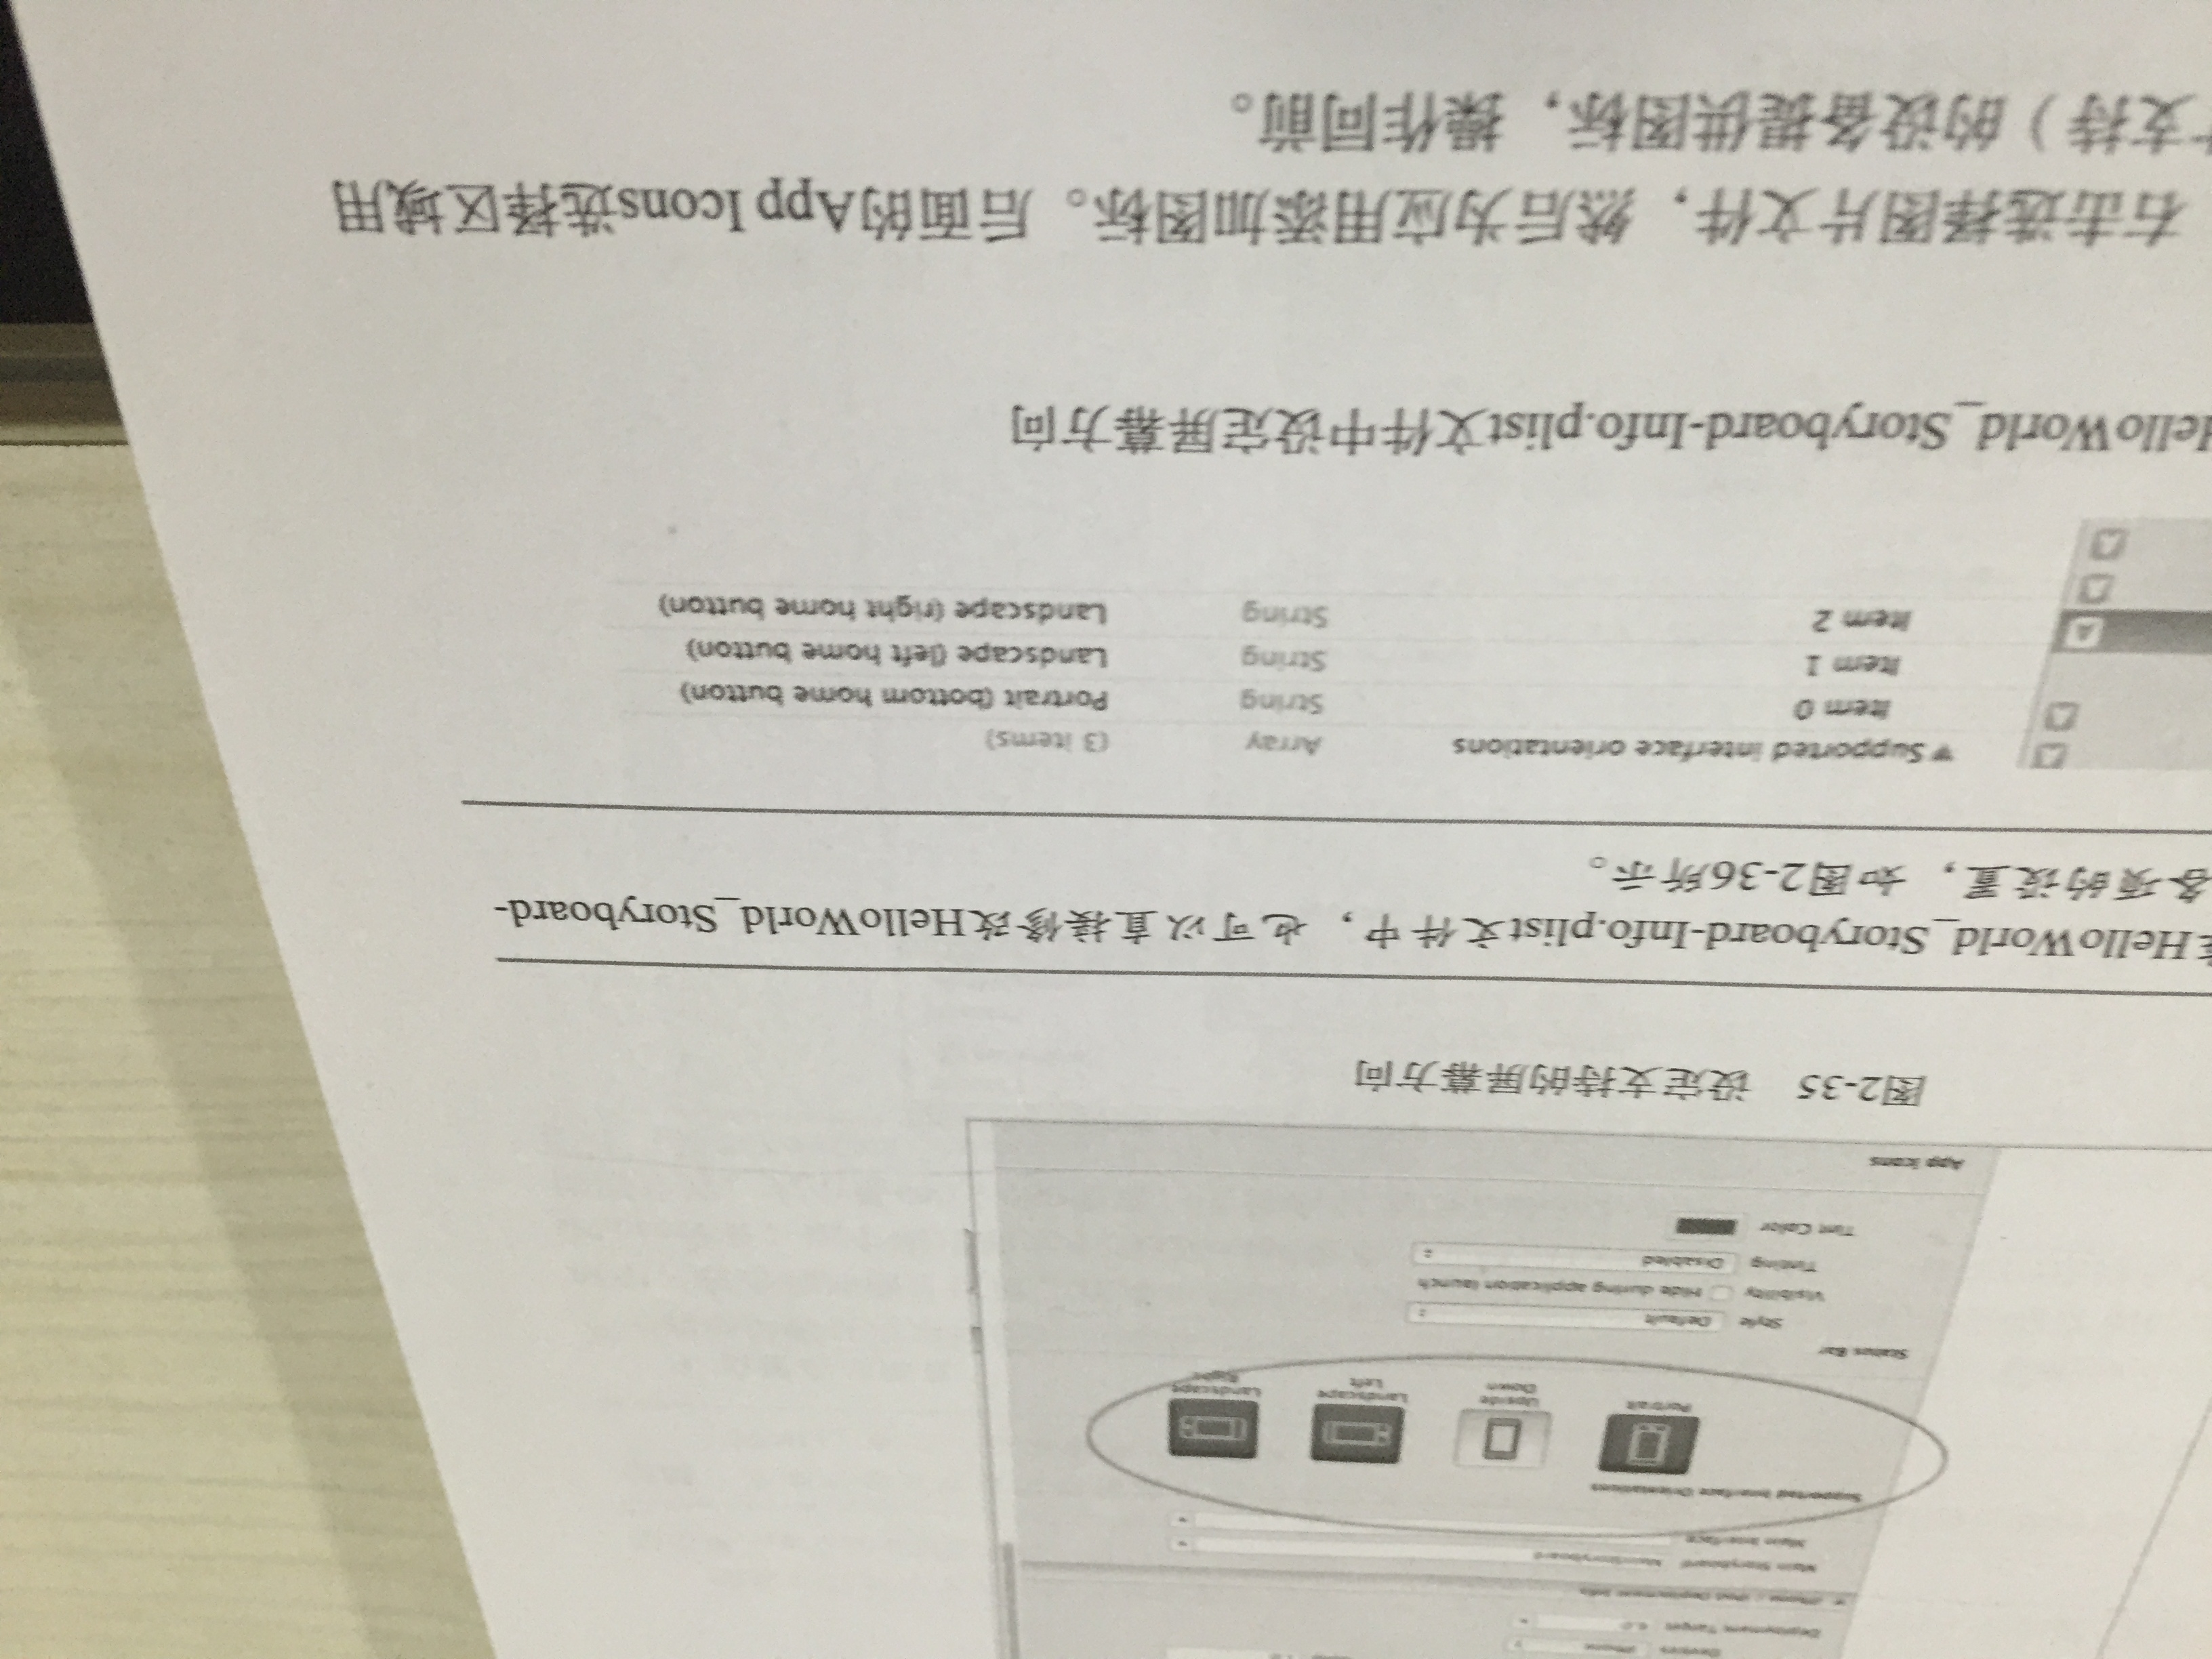 Devices iPhone
Deployment Target 6.0
iPhone / iPod Deployment Info
Main Storyboard MainStoryboard
Main Interface
Supported Interface Orientations
Portrait
Upside Down
Landscape Left
Landscape Right
Status Bar
Style Default
Visibility Hide during application launch
Tinting Disabled
Tint Color
App Icons
图2-35 设定支持的屏幕方向
HelloWorld_Storyboard-Info.plist文件中，也可以直接修改HelloWorld_Storyboard-
各项的设置，如图2-36所示。
Supported interface orientations Array (3 items)
Item 0 String Portrait (bottom home button)
Item 1 String Landscape (left home button)
Item 2 String Landscape (right home button)
HelloWorld_Storyboard-Info.plist文件中设定屏幕方向
右击选择图片文件，然后为应用添加图标。后面的App Icons选择区域用
支持）的设备提供图标，操作同前。